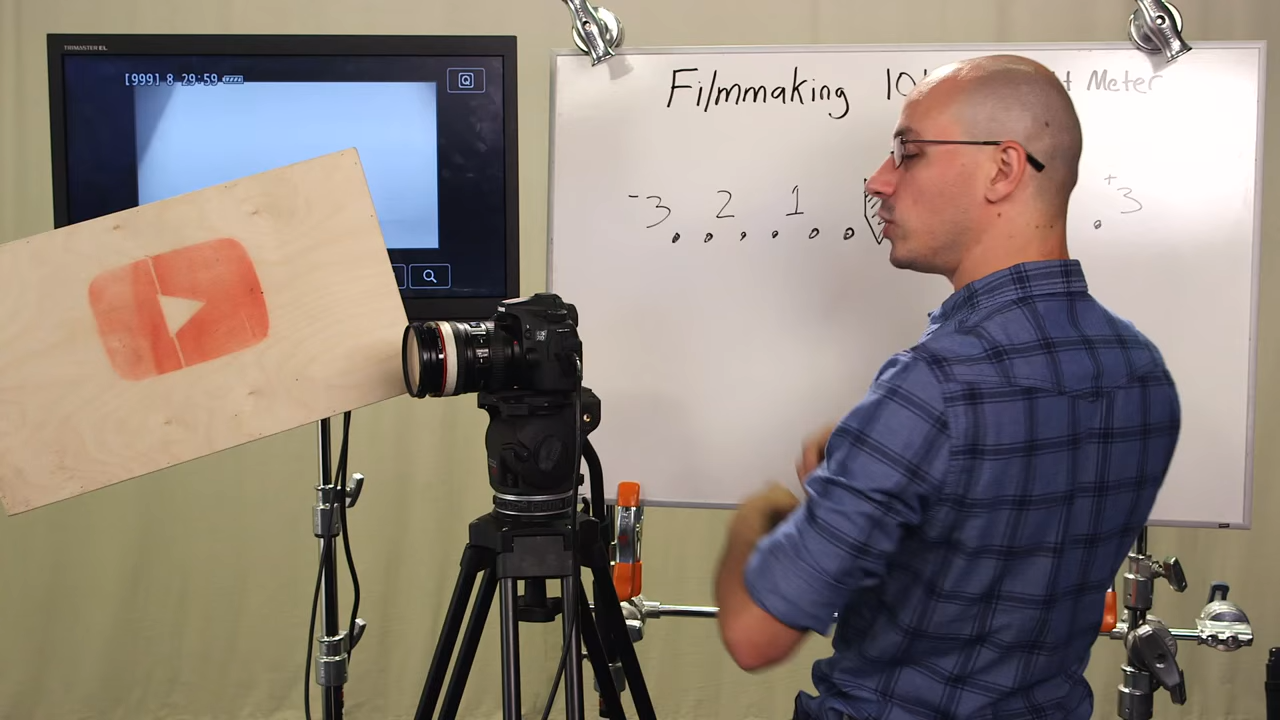 TRIMASTER EL
[999] 8 29:59
Q
Filmmaking 10 Meter
-3 2 1 +3